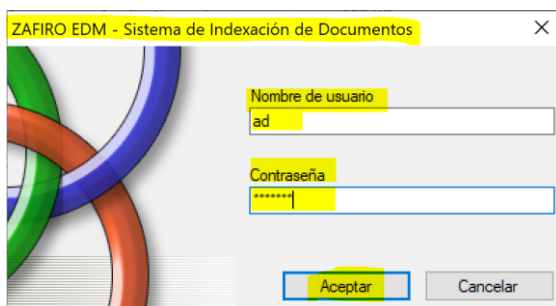 ZAFIRO EDM - Sistema de Indexación de Documentos
Nombre de usuario
ad
Contraseña
*******
Aceptar Cancelar